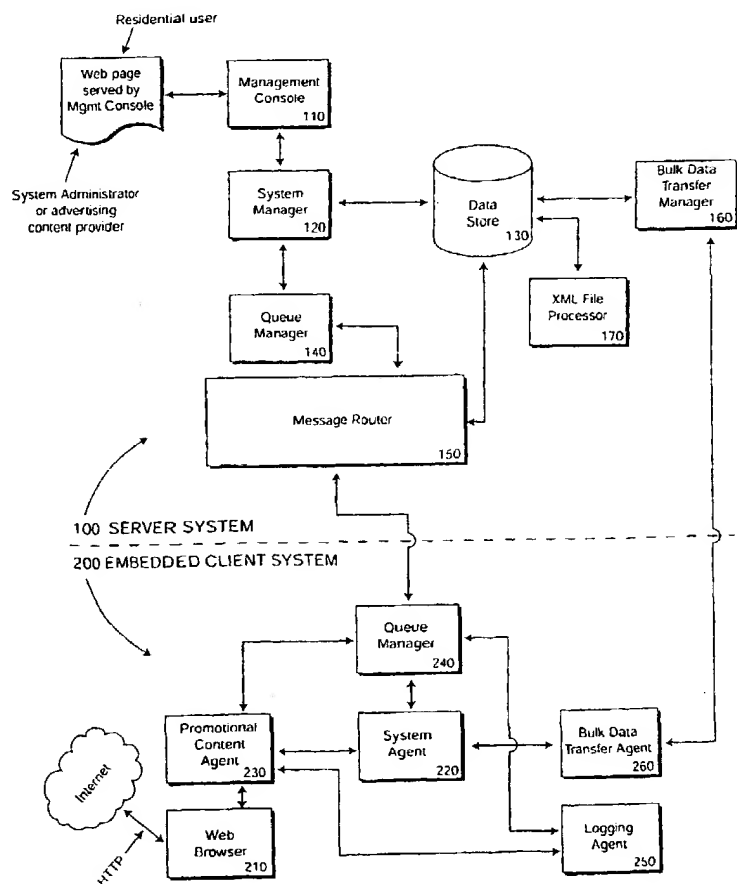 Residential user
Web page
served by
Mgmt Console
Management
Console
110
System Administrator
or advertising
content provider
System
Manager
120
Data
Store
130
Bulk Data
Transfer
Manager
160
XML File
Processor
170
Queue
Manager
140
Message Router
150
100 SERVER SYSTEM
200 EMBEDDED CLIENT SYSTEM
Queue
Manager
240
Promotional
Content
Agent
230
System
Agent
220
Bulk Data
Transfer Agent
260
Internet
HTTP
Web
Browser
210
Logging
Agent
250